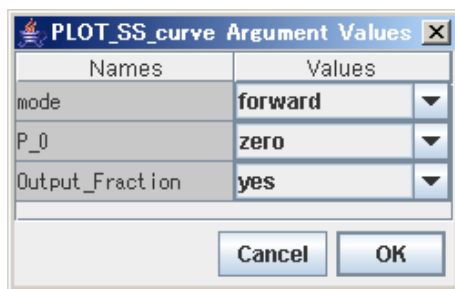 PLOT_SS_curve Argument Values
Names Values
mode forward
P_0 zero
Output_Fraction yes
Cancel OK